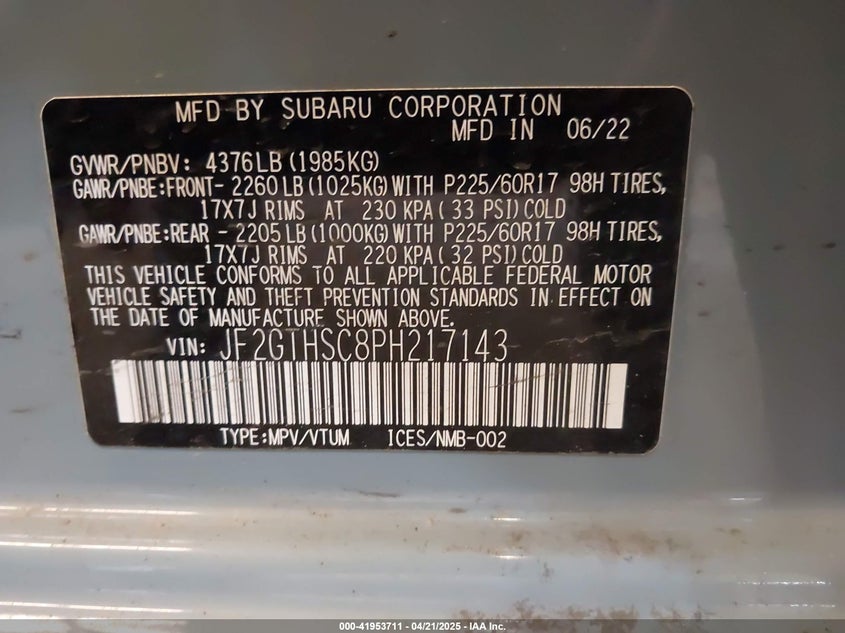 MFD BY SUBARU CORPORATION
MFD IN 06/22
GVWR/PNBV: 4376LB (1985KG)
GAWR/PNBE:FRONT- 2260LB (1025KG) WITH P225/60R17 98H TIRES,
17X7J RIMS AT 230 KPA (33 PSI) COLD
GAWR/PNBE:REAR - 2205LB (1000KG) WITH P225/60R17 98H TIRES,
17X7J RIMS AT 220 KPA (32 PSI) COLD
THIS VEHICLE CONFORMS TO ALL APPLICABLE FEDERAL MOTOR
VEHICLE SAFETY AND THEFT PREVENTION STANDARDS IN EFFECT ON
THE DATE OF MANUFACTURE SHOWN ABOVE.
VIN: JF2GTHSC8PH217143
TYPE:MPV/VTUM ICES/NMB-002
000-41953711 - 04/21/2025 - IAA, Inc.